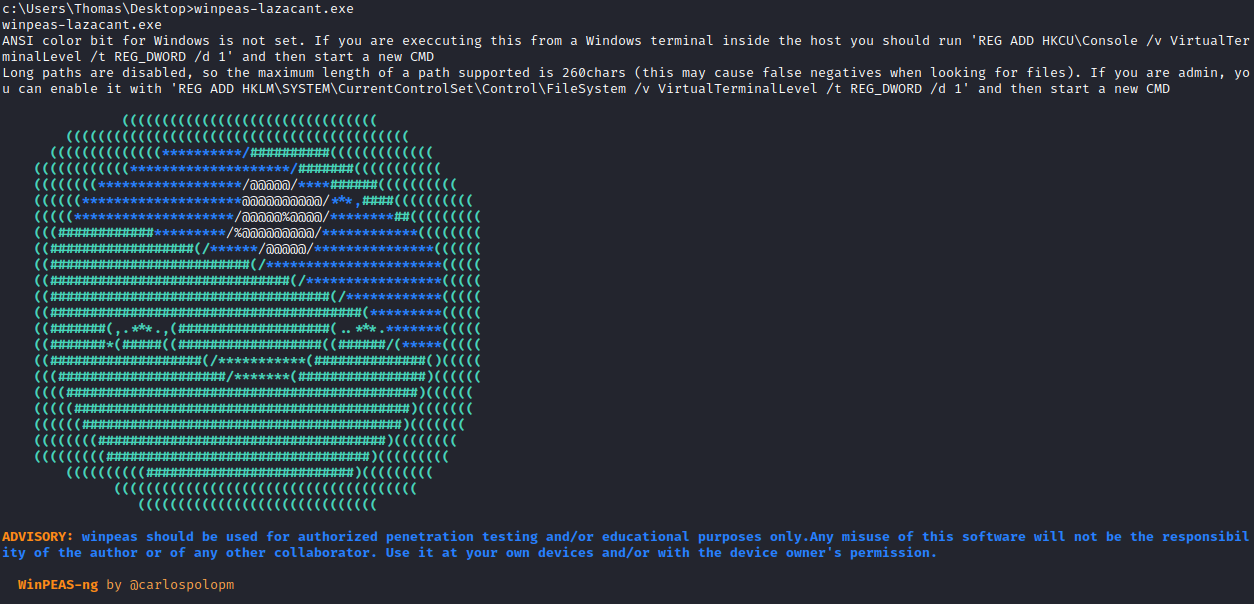 c:\Users\Thomas\Desktop>winpeas-lazacant.exe
winpeas-lazacant.exe
ANSI color bit for Windows is not set. If you are execcuting this from a Windows terminal inside the host you should run 'REG ADD HKCU\Console /v VirtualTer
minalLevel /t REG_DWORD /d 1' and then start a new CMD
Long paths are disabled, so the maximum length of a path supported is 260chars (this may cause false negatives when looking for files). If you are admin, yo
u can enable it with 'REG ADD HKLM\SYSTEM\CurrentControlSet\Control\FileSystem /v VirtualTerminalLevel /t REG_DWORD /d 1' and then start a new CMD
ADVISORY: winpeas should be used for authorized penetration testing and/or educational purposes only.Any misuse of this software will not be the responsibil
ity of the author or of any other collaborator. Use it at your own devices and/or with the device owner's permission.
WinPEAS-ng by @carlospolopm